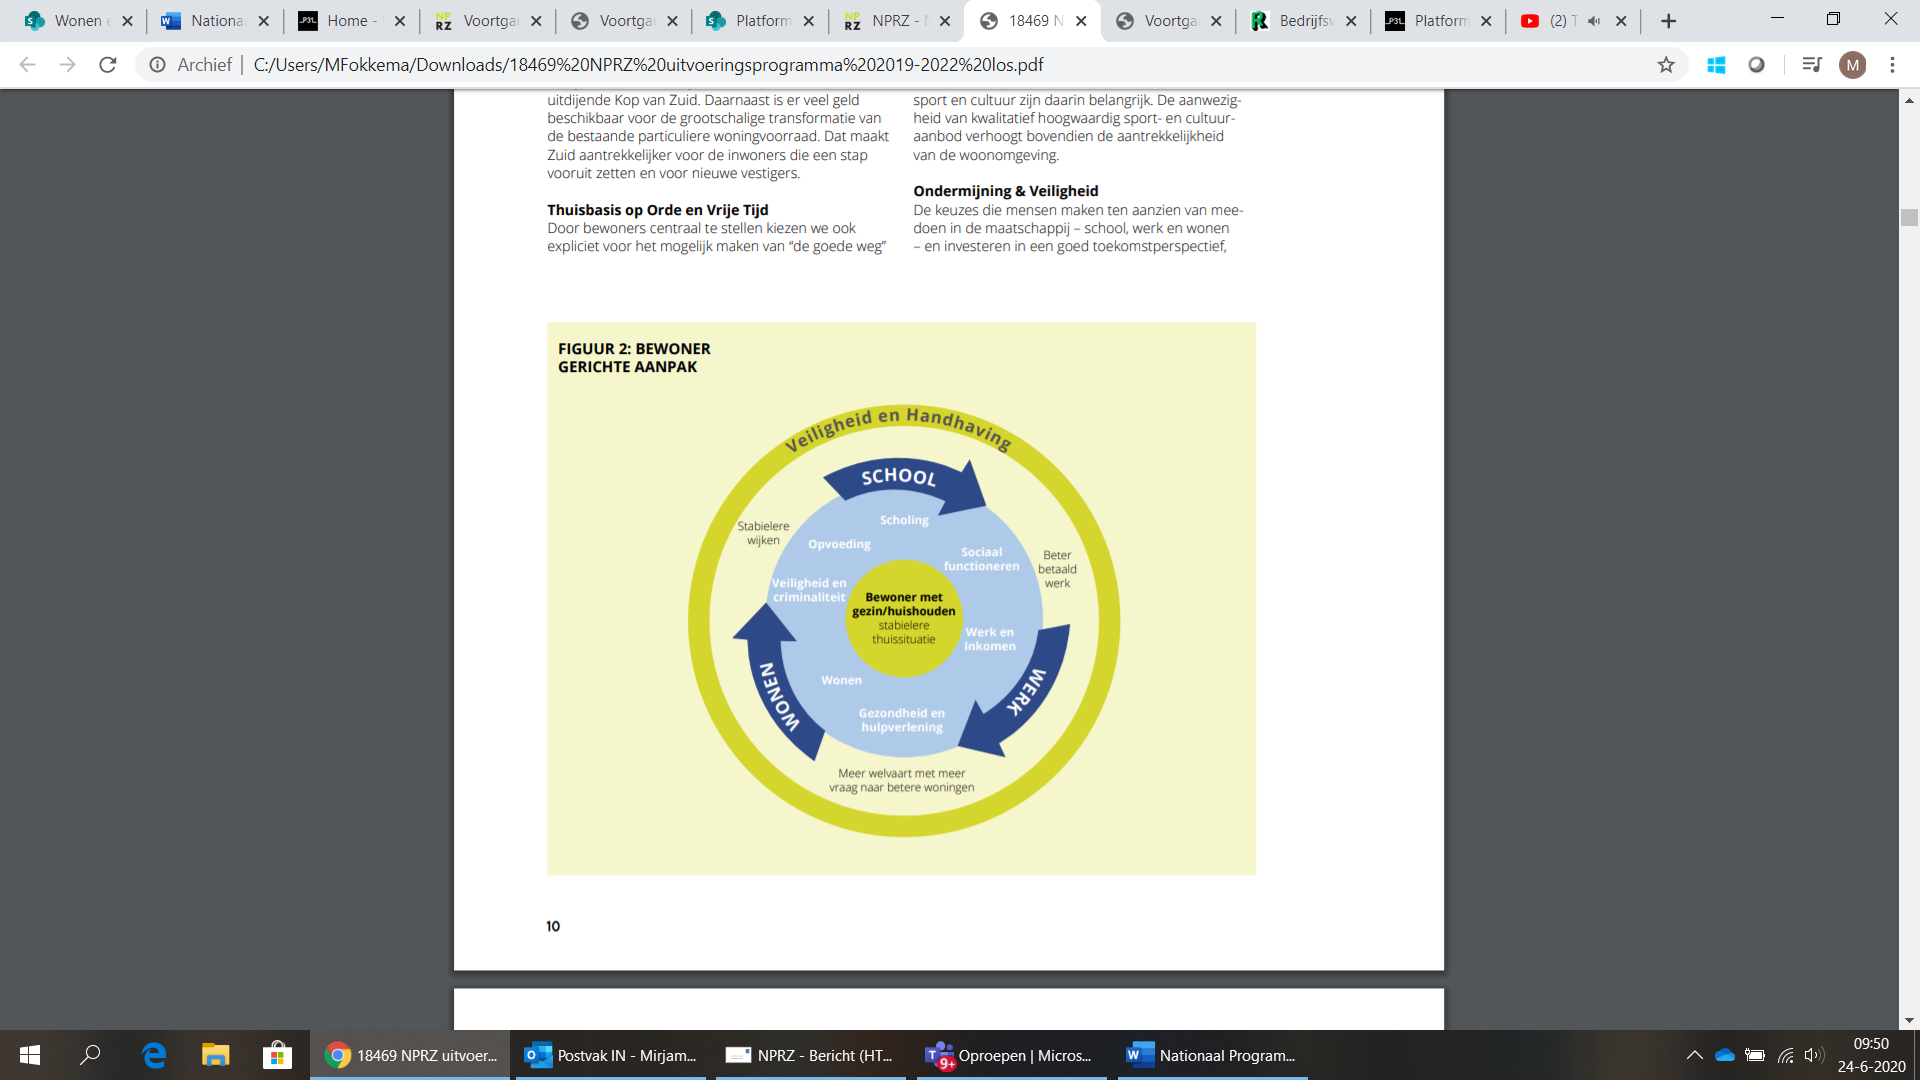 Wonen e
Nationaa
Home -
Voortgan
Voortgan
Platform
NPRZ - N
18469 N
Voortgan
Bedrijfsv
Platform
(2) T
Archief | C:/Users/MFokkema/Downloads/18469%20NPRZ%20uitvoeringsprogramma%202019-2022%20los.pdf
M
uitdijende Kop van Zuid. Daarnaast is er veel geld
beschikbaar voor de grootschalige transformatie van
de bestaande particuliere woningvoorraad. Dat maakt
Zuid aantrekkelijker voor de inwoners die een stap
vooruit zetten en voor nieuwe vestigers.
Thuisbasis op Orde en Vrije Tijd
Door bewoners centraal te stellen kiezen we ook
expliciet voor het mogelijk maken van “de goede weg”
sport en cultuur zijn daarin belangrijk. De aanwezig-
heid van kwalitatief hoogwaardig sport- en cultuur-
aanbod verhoogt bovendien de aantrekkelijkheid
van de woonomgeving.
Ondermijning & Veiligheid
De keuzes die mensen maken ten aanzien van mee-
doen in de maatschappij – school, werk en wonen
– en investeren in een goed toekomstperspectief,
FIGUUR 2: BEWONER
GERICHTE AANPAK
Veiligheid en Handhaving
SCHOOL
Scholing
Stabielere
wijken
Opvoeding
Sociaal
functioneren
Beter
betaald
werk
Veiligheid en
criminaliteit
Bewoner met
gezin/huishouden
stabielere
thuissituatie
Werk en
Inkomen
WERK
WONEN
Wonen
Gezondheid en
hulpverlening
Meer welvaart met meer
vraag naar betere woningen
10
18469 NPRZ uitvoer...
Postvak IN - Mirjam...
NPRZ - Bericht (HT...
9+
Oproepen | Micros...
Nationaal Program...
09:50
24-6-2020